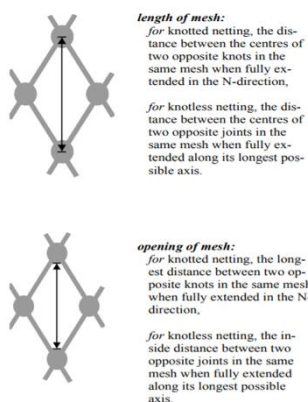 length of mesh:
for knotted netting, the dis-
tance between the centres of
two opposite knots in the
same mesh when fully ex-
tended in the N-direction,
for knotless netting, the dis-
tance between the centres of
two opposite joints in the
same mesh when fully ex-
tended along its longest pos-
sible axis.
opening of mesh:
for knotted netting, the long-
est distance between two op-
posite knots in the same mesh
when fully extended in the N-
direction,
for knotless netting, the in-
side distance between two
opposite joints in the same
mesh when fully extended
along its longest possible
axis.